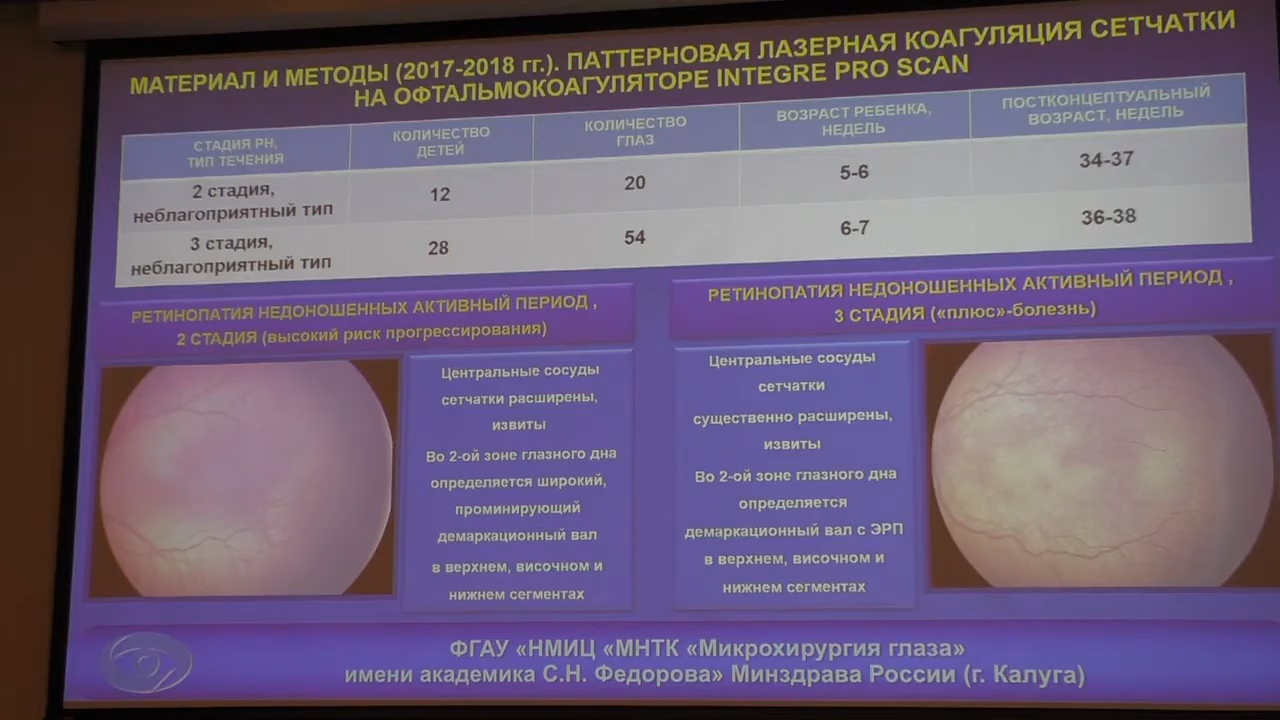 МАТЕРИАЛ И МЕТОДЫ (2017-2018 гг.). ПАТТЕРНОВАЯ ЛАЗЕРНАЯ КОАГУЛЯЦИЯ СЕТЧАТКИ
НА ОФТАЛЬМОКОАГУЛЯТОРЕ INTEGRE PRO SCAN
СТАДИЯ РН,
ТИП ТЕЧЕНИЯ
КОЛИЧЕСТВО
ДЕТЕЙ
КОЛИЧЕСТВО
ГЛАЗ
ВОЗРАСТ РЕБЕНКА,
НЕДЕЛЬ
ПОСТКОНЦЕПТУАЛЬНЫЙ
ВОЗРАСТ, НЕДЕЛЬ
2 стадия,
неблагоприятный тип
12
20
5-6
34-37
3 стадия,
неблагоприятный тип
28
54
6-7
36-38
РЕТИНОПАТИЯ НЕДОНОШЕННЫХ АКТИВНЫЙ ПЕРИОД ,
2 СТАДИЯ (высокий риск прогрессирования)
Центральные сосуды
сетчатки расширены,
извиты
Во 2-ой зоне глазного дна
определяется широкий,
проминирующий
демаркационный вал
в верхнем, височном и
нижнем сегментах
РЕТИНОПАТИЯ НЕДОНОШЕННЫХ АКТИВНЫЙ ПЕРИОД ,
3 СТАДИЯ («плюс»-болезнь)
Центральные сосуды
сетчатки
существенно расширены,
извиты
Во 2-ой зоне глазного дна
определяется
демаркационный вал с ЭРП
в верхнем, височном и
нижнем сегментах
ФГАУ «НМИЦ «МНТК «Микрохирургия глаза»
имени академика С.Н. Федорова» Минздрава России (г. Калуга)